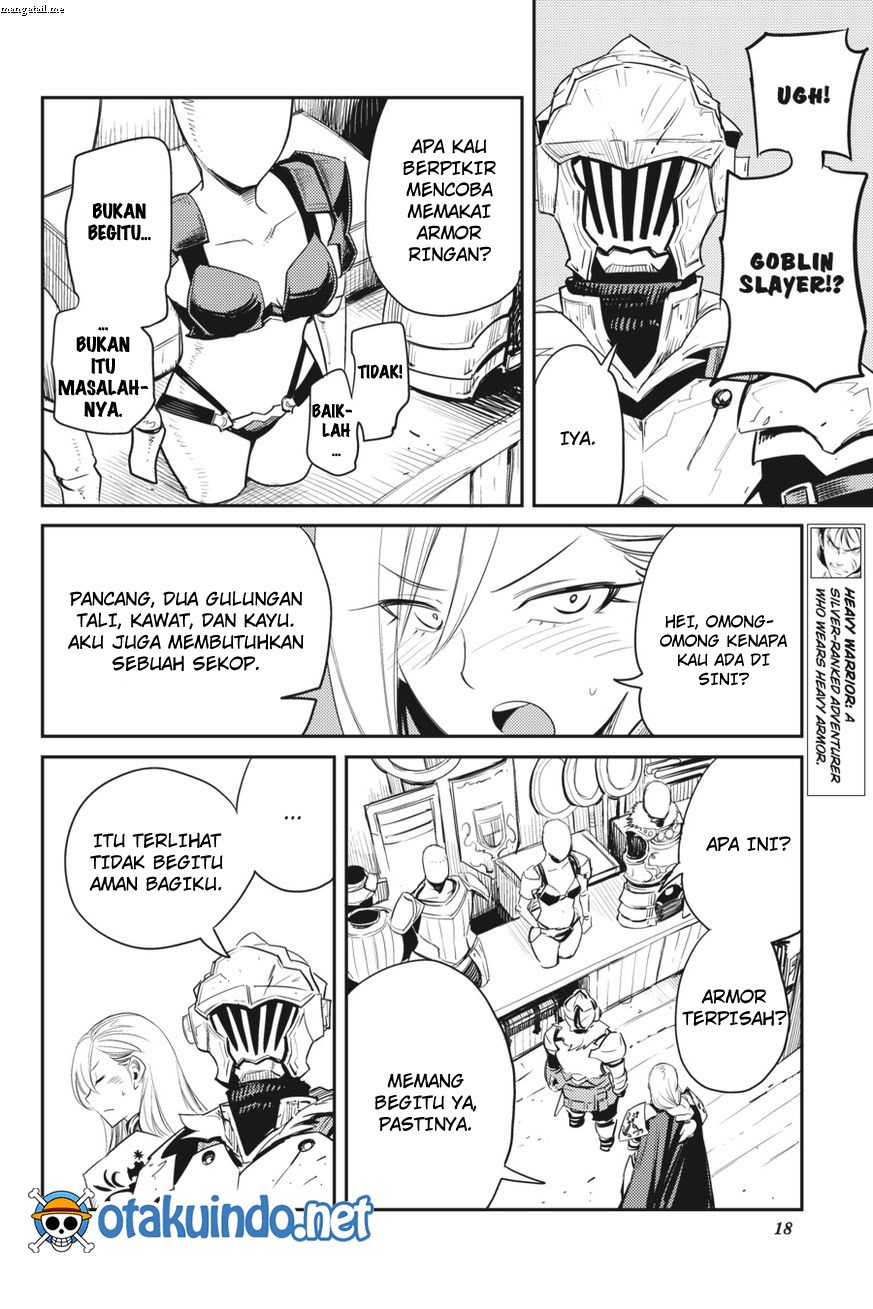 mangatail.me
UGH!
GOBLIN
SLAYER!?
IYA.
APA KAU
BERPIKIR
MENCOBA
MEMAKAI
ARMOR
RINGAN?
BUKAN
BEGITU...
...
BUKAN
ITU
MASALAH-
NYA.
TIDAK!
BAIK-
LAH
...
HEI, OMONG-
OMONG KENAPA
KAU ADA DI
SINI?
PANCANG, DUA GULUNGAN
TALI, KAWAT, DAN KAYU.
AKU JUGA MEMBUTUHKAN
SEBUAH SEKOP.
HEAVY WARRIOR: A
SILVER-RANKED ADVENTURER
WHO WEARS HEAVY ARMOR.
APA INI?
ARMOR
TERPISAH?
MEMANG
BEGITU YA,
PASTINYA.
...
ITU TERLIHAT
TIDAK BEGITU
AMAN BAGIKU.
otakuindo.net
18